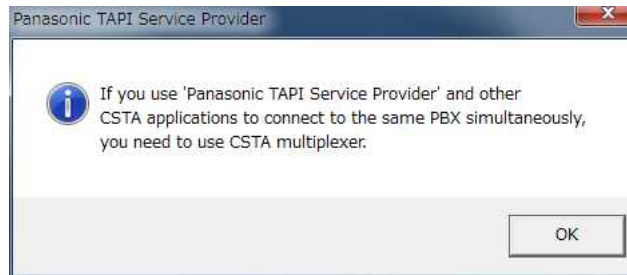 Panasonic TAPI Service Provider
If you use 'Panasonic TAPI Service Provider' and other
CSTA applications to connect to the same PBX simultaneously,
you need to use CSTA multiplexer.
OK